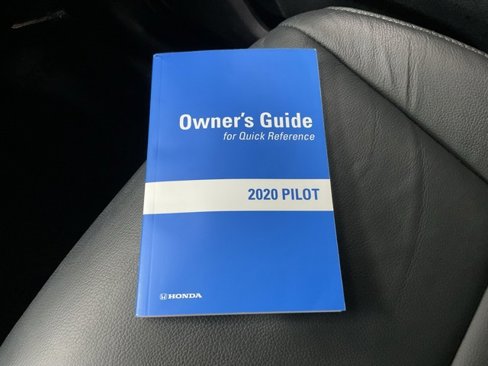 Owner's Guide
for Quick Reference
2020 PILOT
HONDA